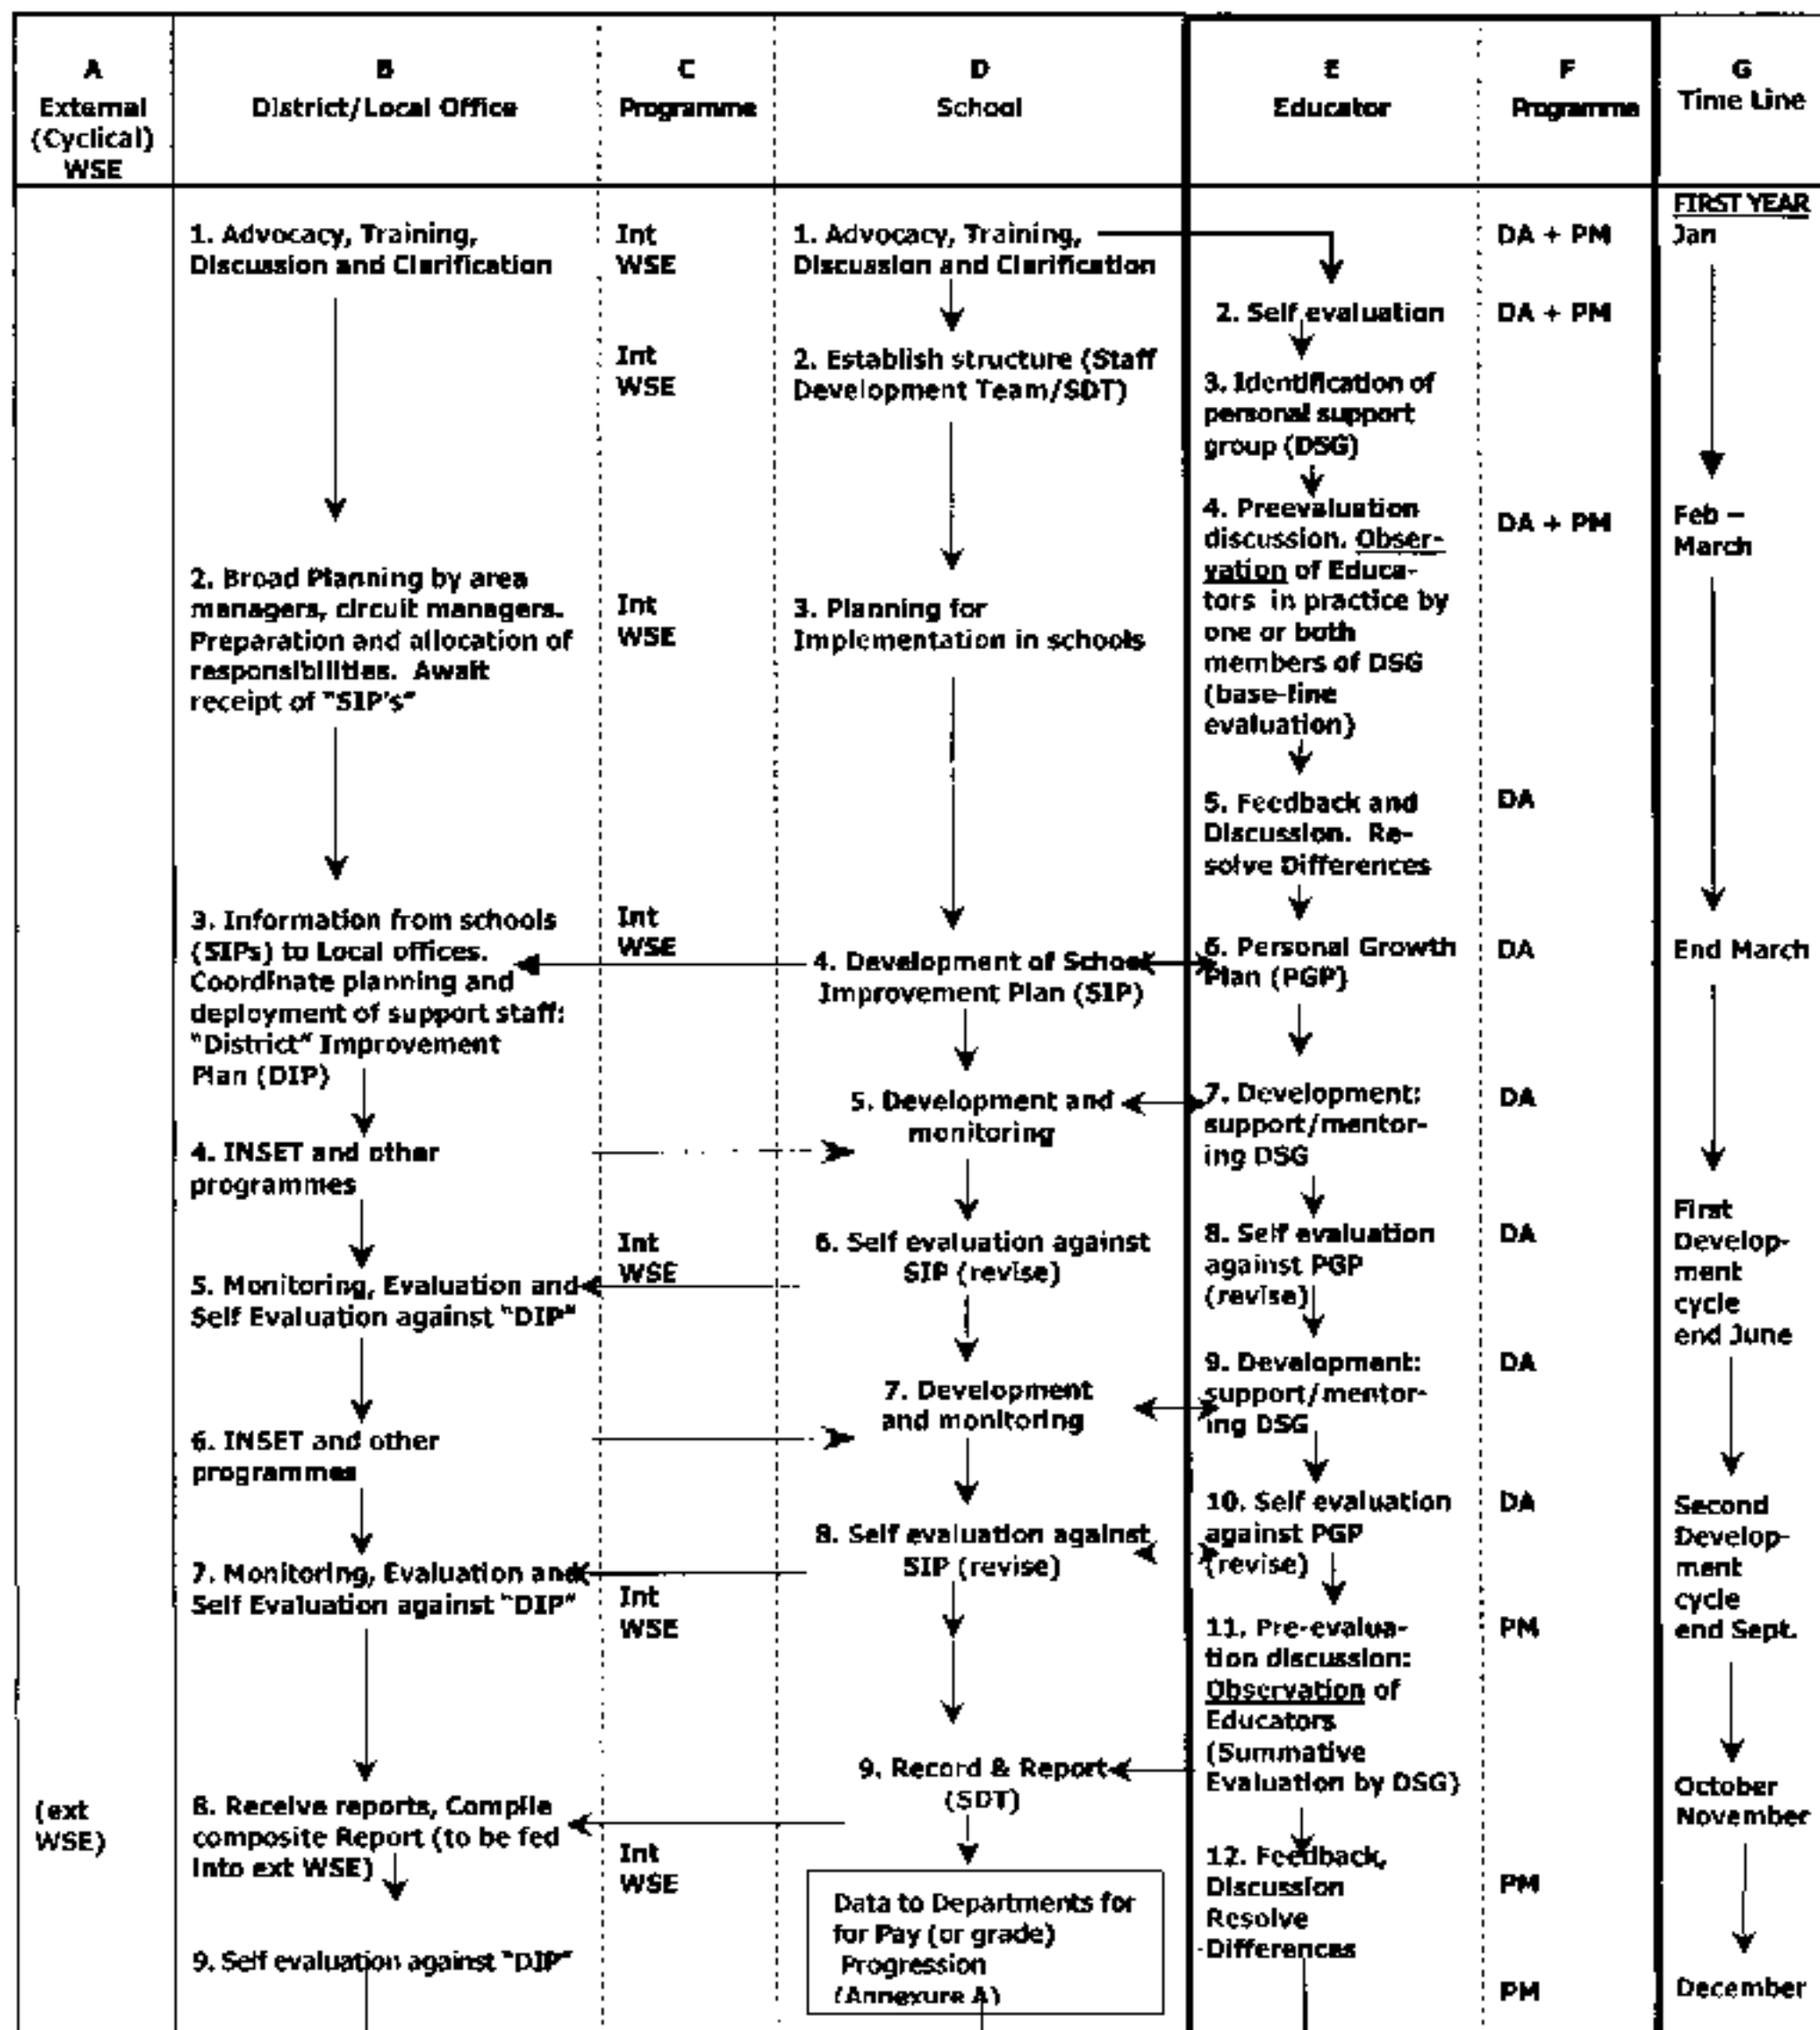 A
External
(Cyclical)
WSE
B
District/Local Office
C
Programme
D
School
E
Educator
F
Programme
G
Time Line
1. Advocacy, Training,
Discussion and Clarification
2. Broad Planning by area
managers, circuit managers.
Preparation and allocation of
responsibilities. Await
receipt of "SIP's"
3. Information from schools
(SIPs) to Local offices.
Coordinate planning and
deployment of support staff:
"District" Improvement
Plan (DIP)
4. INSET and other
programmes
5. Monitoring, Evaluation and
Self Evaluation against "DIP"
6. INSET and other
programmes
7. Monitoring, Evaluation and
Self Evaluation against "DIP"
(ext
WSE)
8. Receive reports, Compile
composite Report (to be fed
into ext WSE)
9. Self evaluation against "DIP"
Int
WSE
Int
WSE
Int
WSE
Int
WSE
Int
WSE
Int
WSE
Int
WSE
1. Advocacy, Training,
Discussion and Clarification
2. Establish structure (Staff
Development Team/SDT)
3. Planning for
Implementation in schools
4. Development of School
Improvement Plan (SIP)
5. Development and
monitoring
6. Self evaluation against
SIP (revise)
7. Development
and monitoring
8. Self evaluation against
SIP (revise)
9. Record & Report
(SDT)
Data to Departments for
for Pay (or grade)
Progression
(Annexure A)
2. Self evaluation
3. Identification of
personal support
group (DSG)
4. Preevaluation
discussion. Obser-
vation of Educa-
tors in practice by
one or both
members of DSG
(base-line
evaluation)
5. Feedback and
Discussion. Re-
solve Differences
6. Personal Growth
Plan (PGP)
7. Development:
support/mentor-
ing DSG
8. Self evaluation
against PGP
(revise)
9. Development:
support/mentor-
ing DSG
10. Self evaluation
against PGP
(revise)
11. Pre-evalua-
tion discussion:
Observation of
Educators
(Summative
Evaluation by DSG)
12. Feedback,
Discussion
Resolve
Differences
DA + PM
DA + PM
DA + PM
DA
DA
DA
DA
DA
DA
PM
PM
PM
FIRST YEAR
Jan
Feb –
March
End March
First
Develop-
ment
cycle
end June
Second
Develop-
ment
cycle
end Sept.
October
November
December